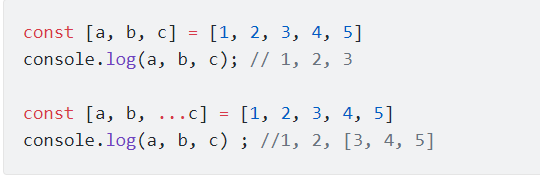 const [a, b, c] = [1, 2, 3, 4, 5]
console.log(a, b, c); // 1, 2, 3
const [a, b, ...c] = [1, 2, 3, 4, 5]
console.log(a, b, c) ; //1, 2, [3, 4, 5]